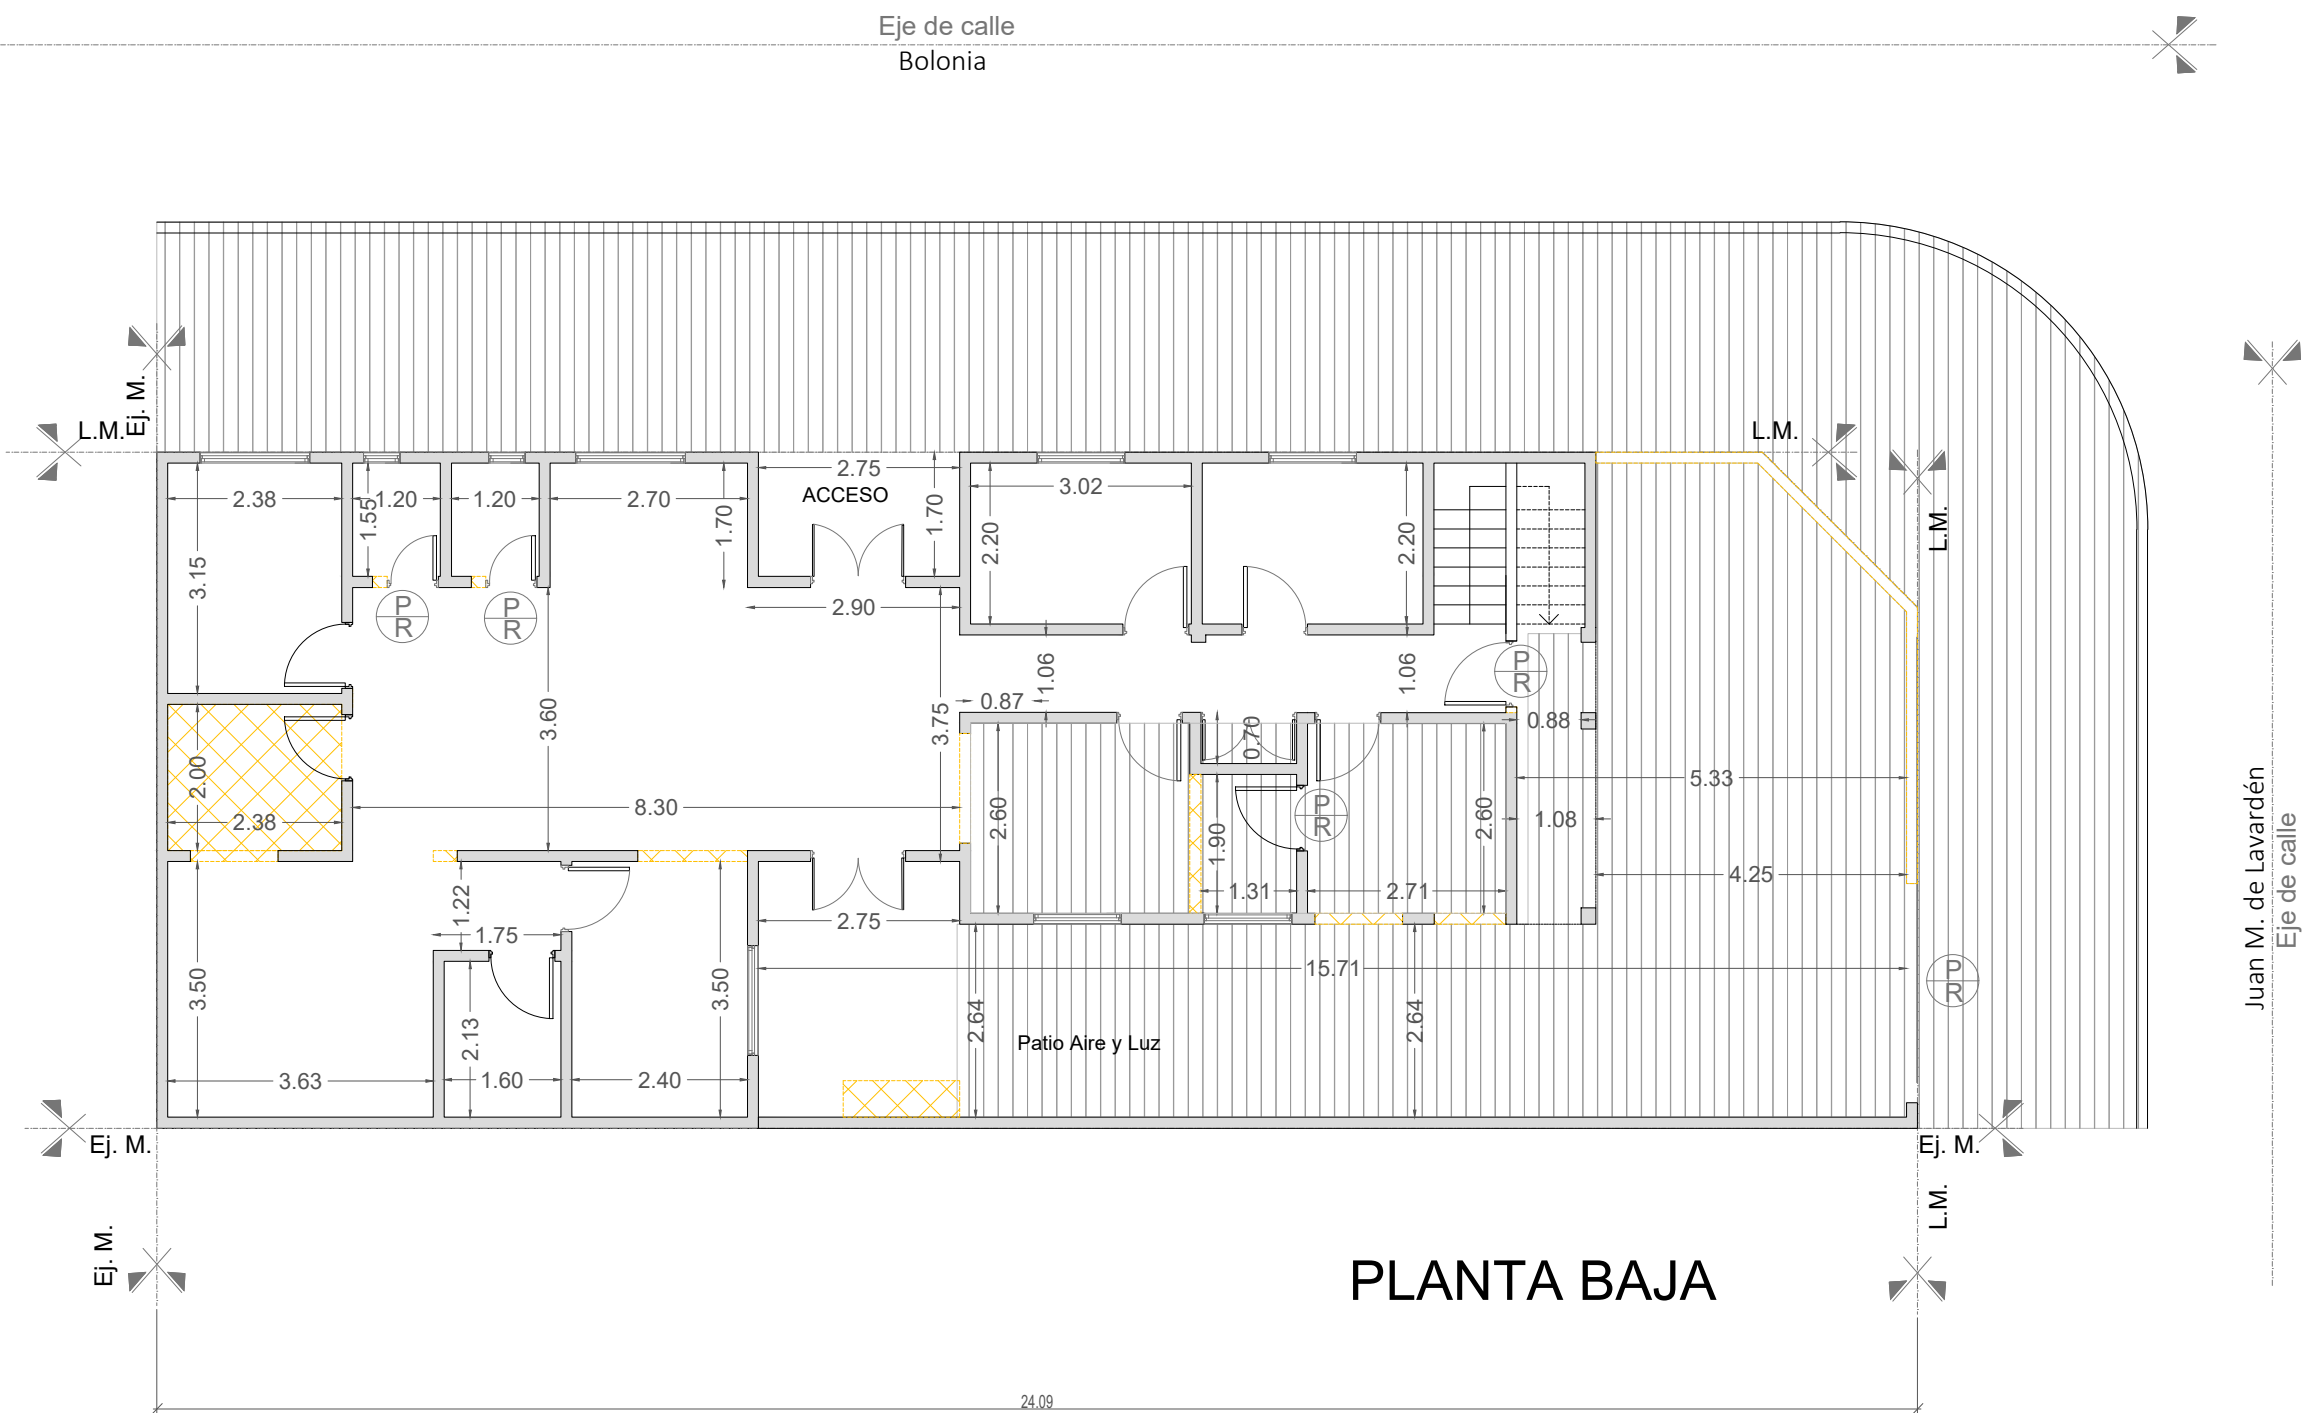 Eje de calle
Bolonia
Ej. M.
L.M.
L.M.
L.M.
2.75
ACCESO
2.38
1.55
1.20
1.20
2.70
1.70
1.70
3.02
2.20
2.20
3.15
P
R
P
R
2.90
1.06
1.06
P
R
0.87
3.60
3.75
0.70
0.88
2.00
2.38
8.30
2.60
1.90
P
R
2.60
1.08
5.33
1.31
2.71
4.25
1.22
1.75
2.75
3.50
2.13
3.50
15.71
2.64
2.64
P
R
Patio Aire y Luz
3.63
1.60
2.40
Juan M. de Lavardén
Eje de calle
Ej. M.
Ej. M.
Ej. M.
L.M.
PLANTA BAJA
24.09